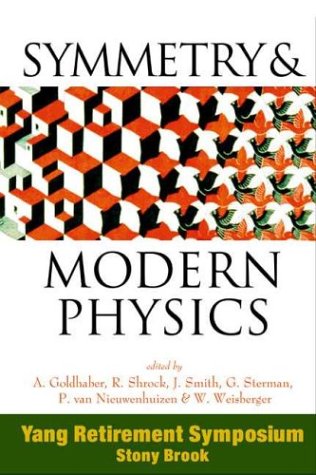 SYMMETRY &
MODERN
PHYSICS
edited by
A. Goldhaber, R. Shrock, J. Smith, G. Sterman,
P. van Nieuwenhuizen & W. Weisberger
Yang Retirement Symposium
Stony Brook